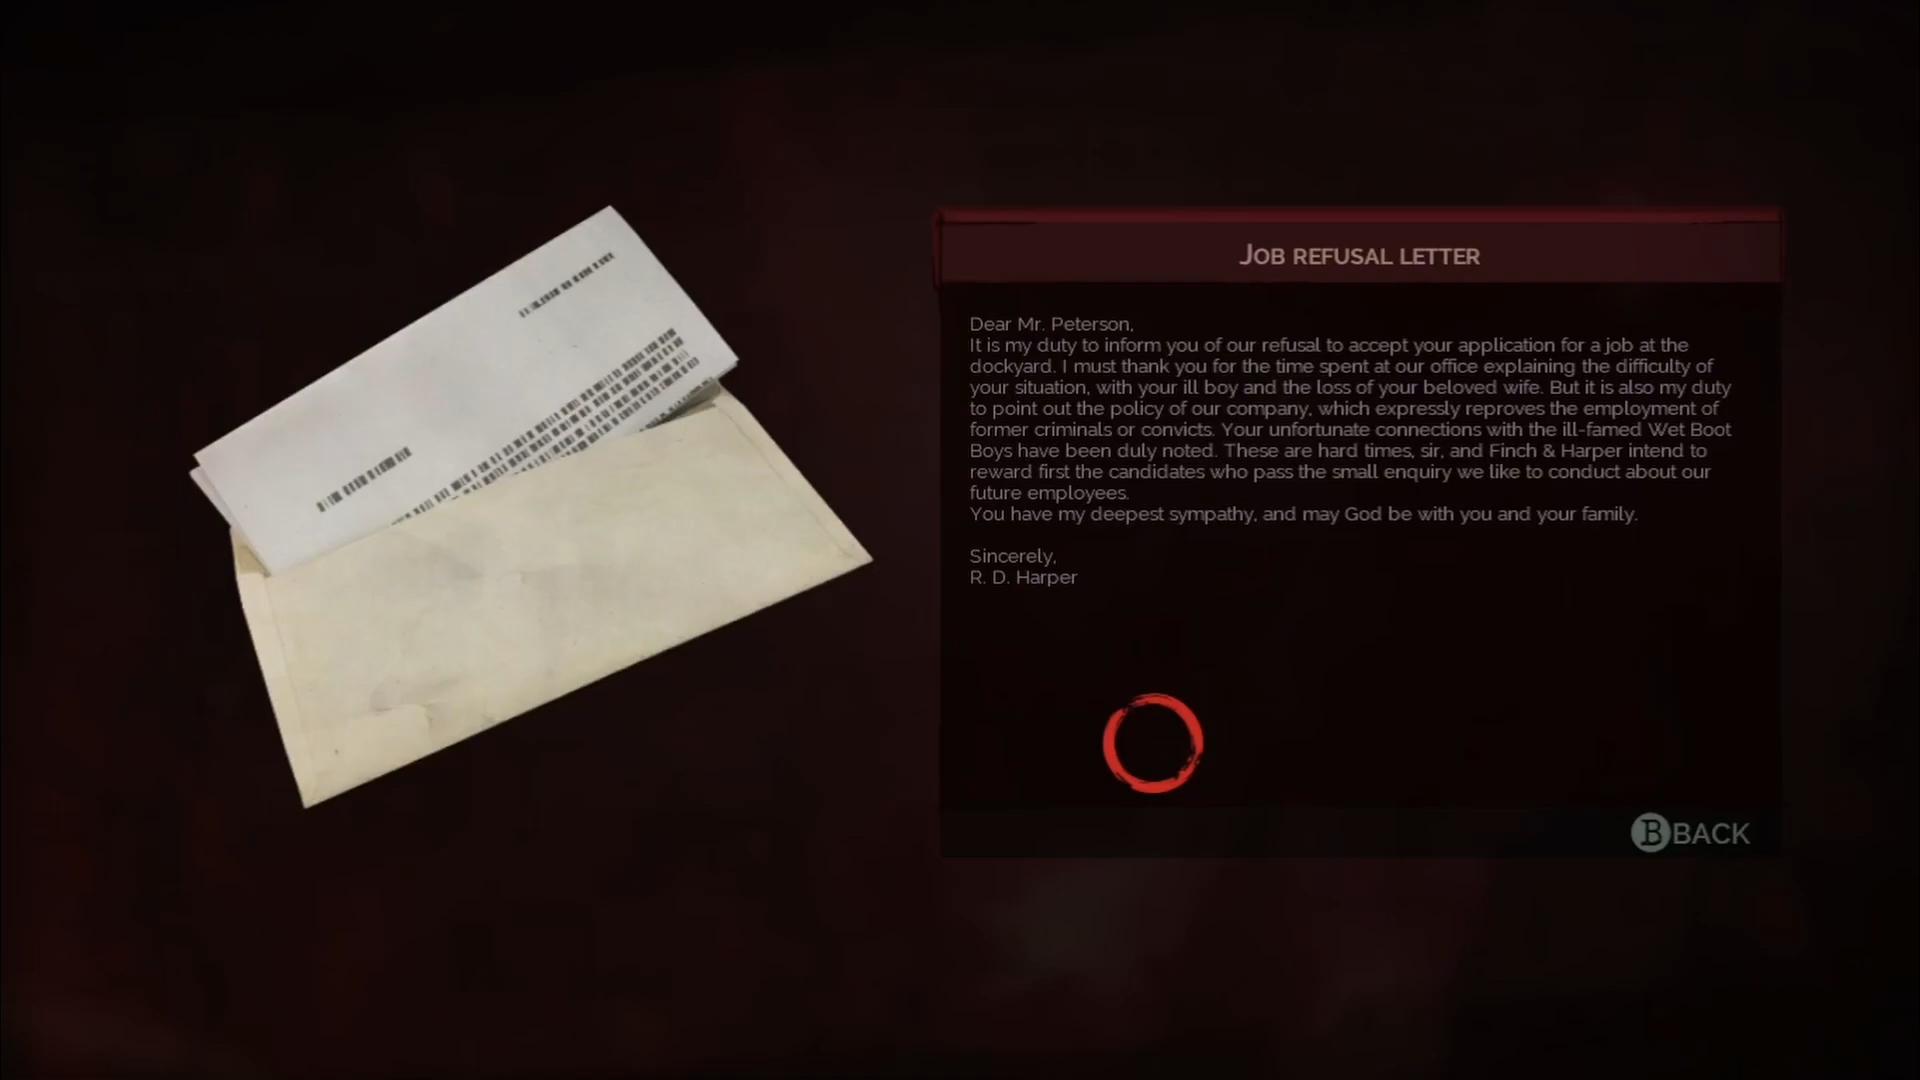 Job refusal letter
Dear Mr. Peterson,
It is my duty to inform you of our refusal to accept your application for a job at the
dockyard. I must thank you for the time spent at our office explaining the difficulty of
your situation, with your ill boy and the loss of your beloved wife. But it is also my duty
to point out the policy of our company, which expressly reproves the employment of
former criminals or convicts. Your unfortunate connections with the ill-famed Wet Boot
Boys have been duly noted. These are hard times, sir, and Finch & Harper intend to
reward first the candidates who pass the small enquiry we like to conduct about our
future employees.
You have my deepest sympathy, and may God be with you and your family.
Sincerely,
R. D. Harper
B BACK